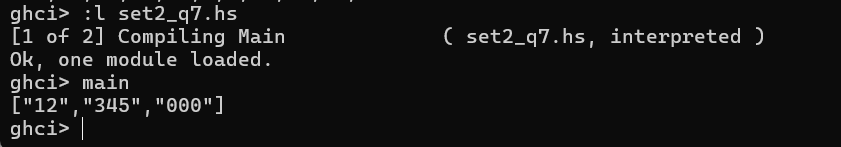 ghci> :l set2_q7.hs
[1 of 2] Compiling Main             ( set2_q7.hs, interpreted )
Ok, one module loaded.
ghci> main
["12","345","000"]
ghci>